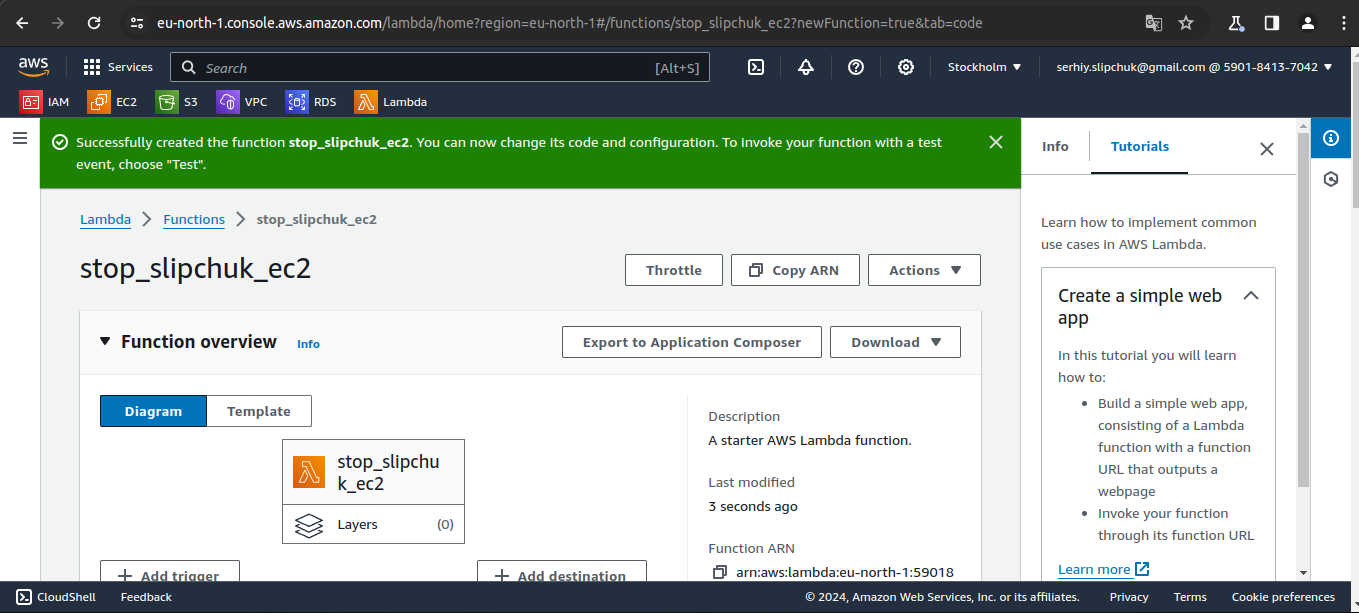 eu-north-1.console.aws.amazon.com/lambda/home?region=eu-north-1#/functions/stop_slipchuk_ec2?newFunction=true&tab=code
aws
Services
Search
[Alt+S]
Stockholm
serhiy.slipchuk@gmail.com @ 5901-8413-7042
IAM
EC2
S3
VPC
RDS
Lambda
Successfully created the function stop_slipchuk_ec2. You can now change its code and configuration. To invoke your function with a test
event, choose "Test".
Lambda
Functions
stop_slipchuk_ec2
stop_slipchuk_ec2
Throttle
Copy ARN
Actions
Function overview
Info
Export to Application Composer
Download
Diagram
Template
stop_slipchu
k_ec2
Layers
(0)
Add trigger
Add destination
Description
A starter AWS Lambda function.
Last modified
3 seconds ago
Function ARN
arn:aws:lambda:eu-north-1:59018
Info
Tutorials
Learn how to implement common
use cases in AWS Lambda.
Create a simple web
app
In this tutorial you will learn
how to:
• Build a simple web app,
consisting of a Lambda
function with a function
URL that outputs a
webpage
• Invoke your function
through its function URL
Learn more
CloudShell
Feedback
© 2024, Amazon Web Services, Inc. or its affiliates.
Privacy
Terms
Cookie preferences